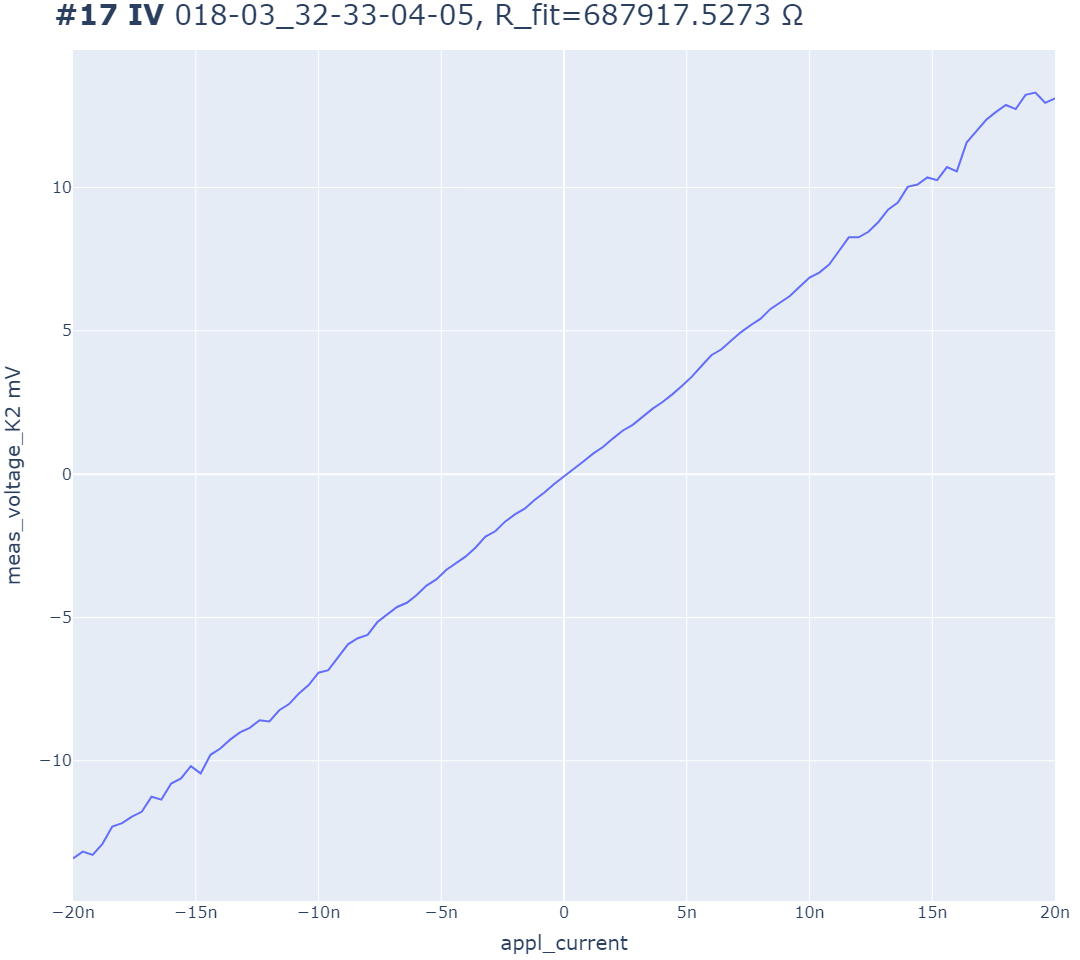 #17 IV 018-03_32-33-04-05, R_fit=687917.5273 Ω
meas_voltage_K2 mV
10
5
0
−5
−10
−20n
−15n
−10n
−5n
0
5n
10n
15n
20n
appl_current